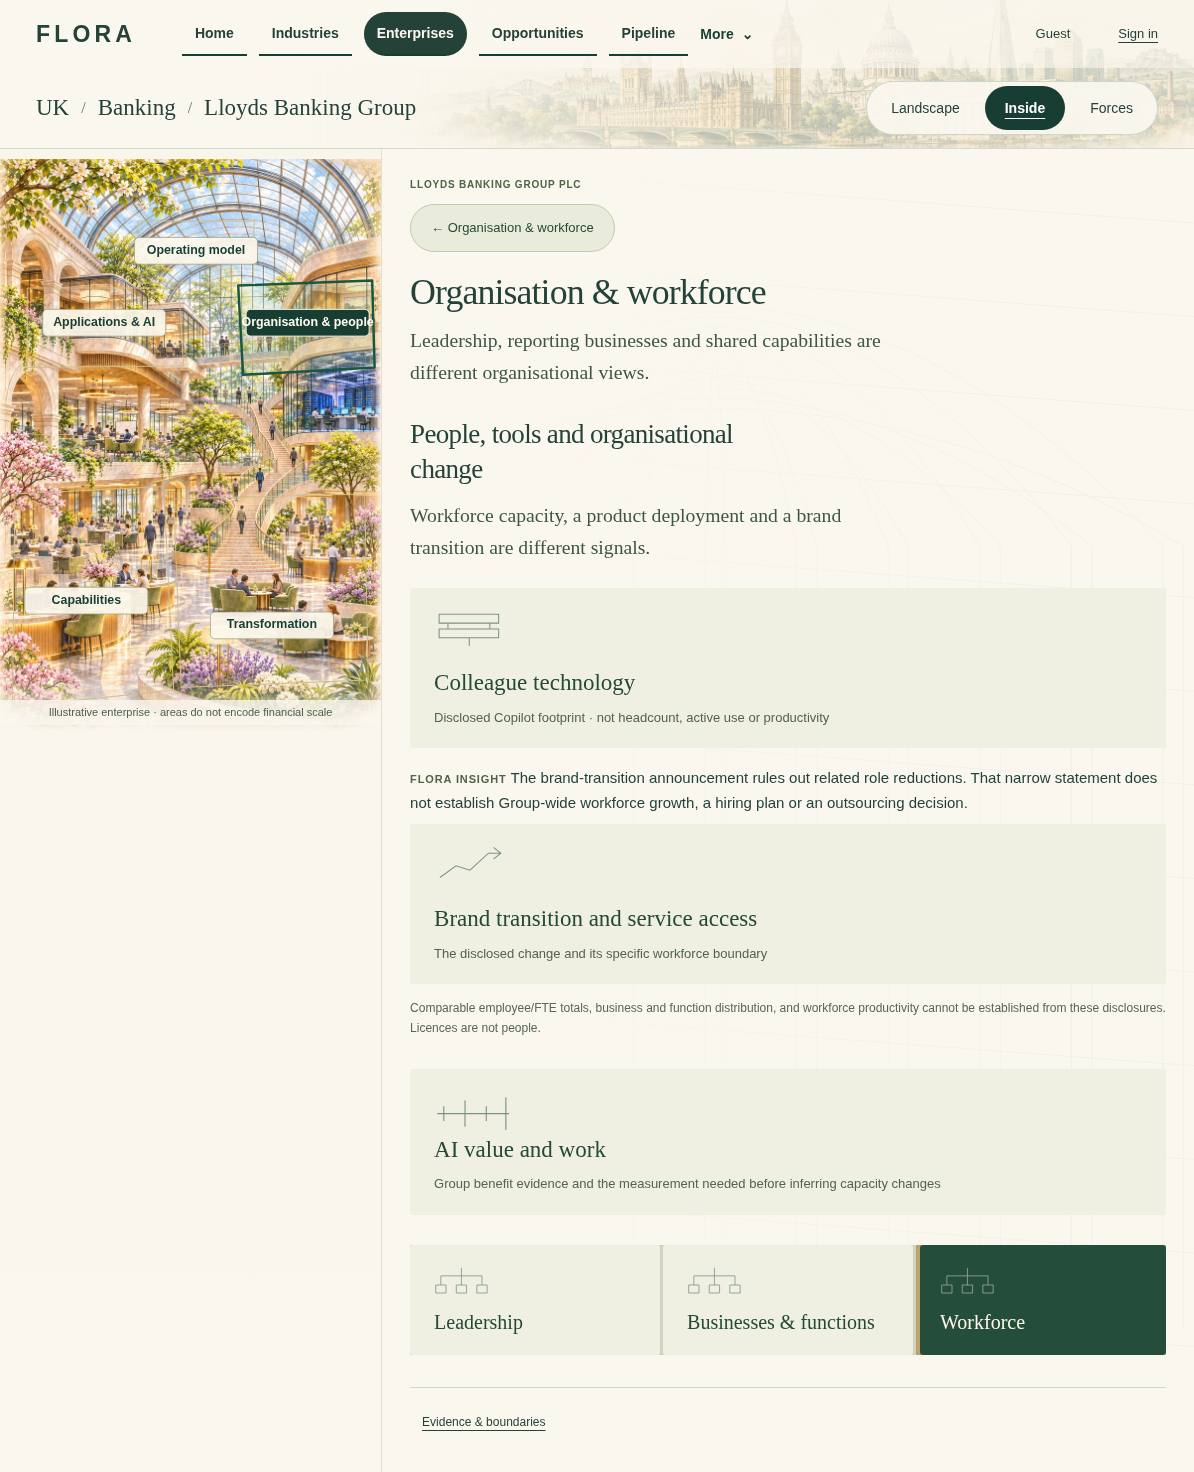 FLORA
Home
Industries
Enterprises
Opportunities
Pipeline
More
Guest
Sign in
UK / Banking / Lloyds Banking Group
Landscape
Inside
Forces
Operating model
Applications & AI
Organisation & people
Capabilities
Transformation
Illustrative enterprise · areas do not encode financial scale
LLOYDS BANKING GROUP PLC
← Organisation & workforce
Organisation & workforce
Leadership, reporting businesses and shared capabilities are
different organisational views.
People, tools and organisational
change
Workforce capacity, a product deployment and a brand
transition are different signals.
Colleague technology
Disclosed Copilot footprint · not headcount, active use or productivity
FLORA INSIGHT The brand-transition announcement rules out related role reductions. That narrow statement does
not establish Group-wide workforce growth, a hiring plan or an outsourcing decision.
Brand transition and service access
The disclosed change and its specific workforce boundary
Comparable employee/FTE totals, business and function distribution, and workforce productivity cannot be established from these disclosures.
Licences are not people.
AI value and work
Group benefit evidence and the measurement needed before inferring capacity changes
Leadership
Businesses & functions
Workforce
Evidence & boundaries